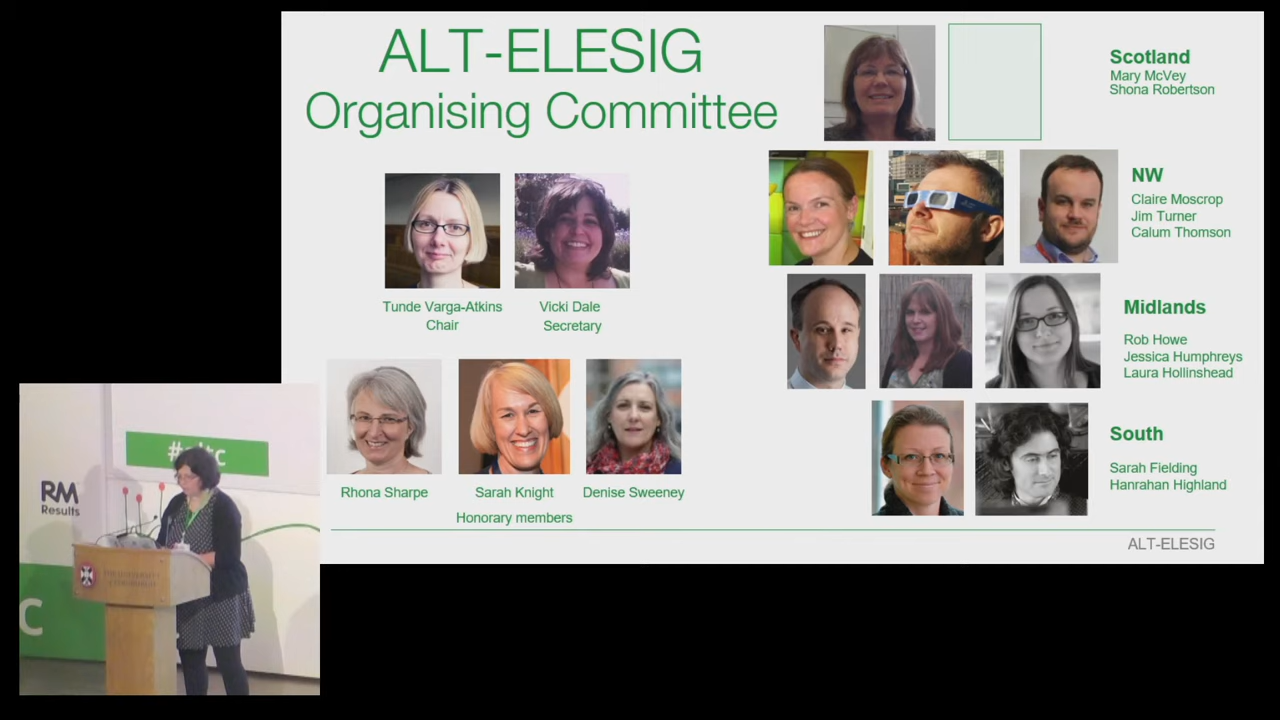 ALT-ELESIG
Organising Committee
Tunde Varga-Atkins
Chair
Vicki Dale
Secretary
Rhona Sharpe
Sarah Knight
Denise Sweeney
Honorary members
Scotland
Mary McVey
Shona Robertson
NW
Claire Moscrop
Jim Turner
Calum Thomson
Midlands
Rob Howe
Jessica Humphreys
Laura Hollinshead
South
Sarah Fielding
Hanrahan Highland
ALT-ELESIG
RM
Results
C